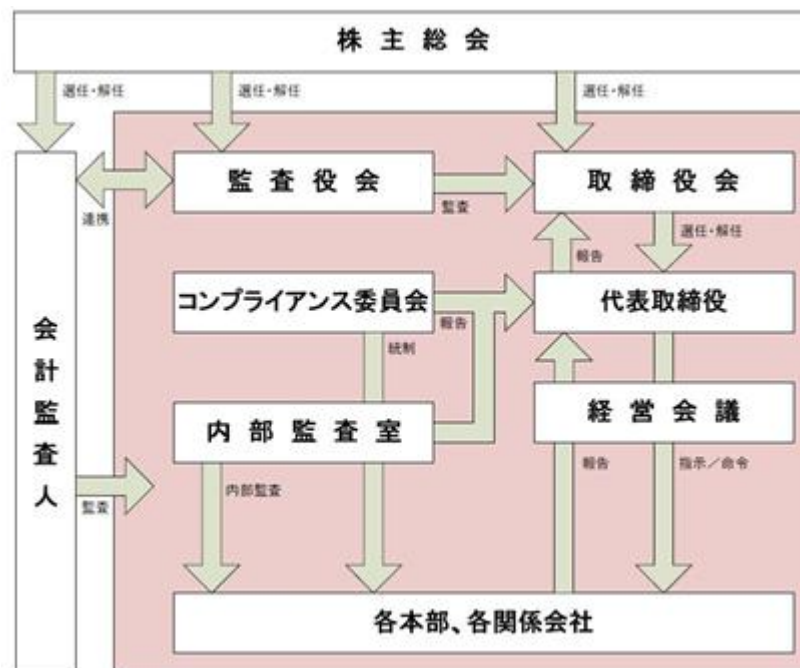 株主総会
選任・解任
選任・解任
選任・解任
監査役会
取締役会
連携
監査
選任・解任
報告
コンプライアンス委員会
代表取締役
報告
統制
会計監査人
内部監査室
経営会議
監査
内部監査
報告
指示／命令
各本部、各関係会社